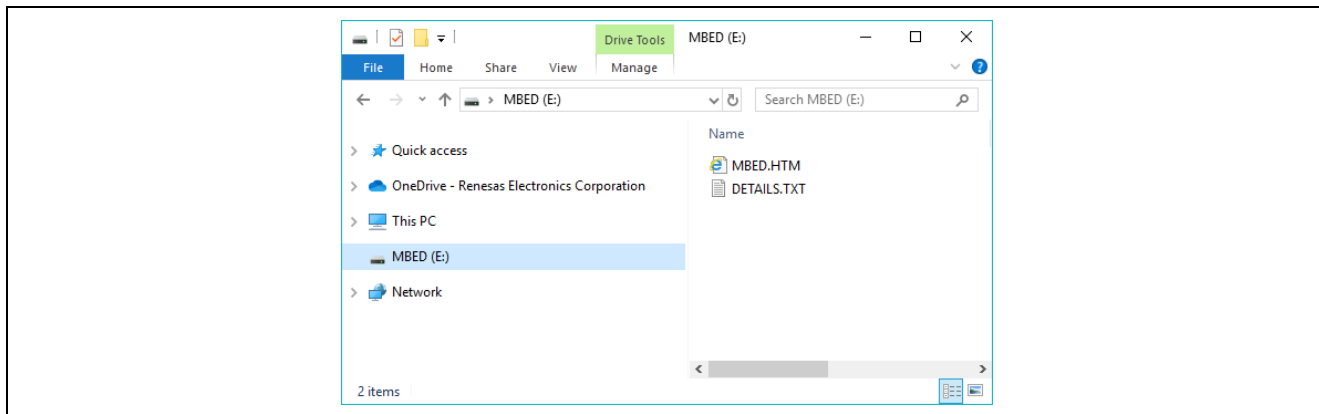 Drive Tools MBED (E:)
File Home Share View Manage
MBED (E:) Search MBED (E:)
Name
Quick access
MBED.HTM
OneDrive - Renesas Electronics Corporation
DETAILS.TXT
This PC
MBED (E:)
Network
2 items